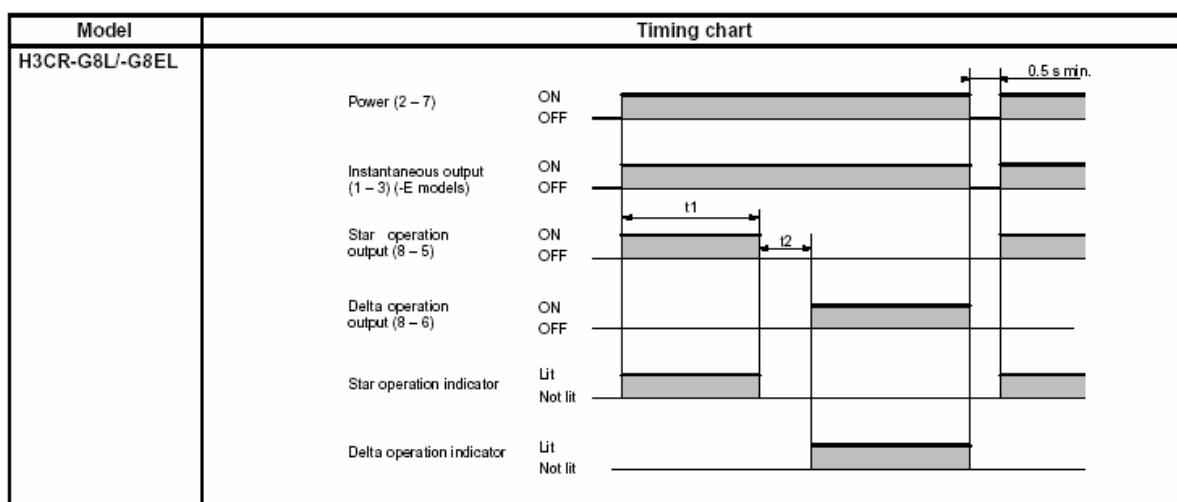 Model
Timing chart
H3CR-G8L/-G8EL
0.5 s min.
Power (2 – 7)
ON
OFF
Instantaneous output
(1 – 3) (-E models)
ON
OFF
t1
Star operation
output (8 – 5)
ON
OFF
t2
Delta operation
output (8 – 6)
ON
OFF
Star operation indicator
Lit
Not lit
Delta operation indicator
Lit
Not lit